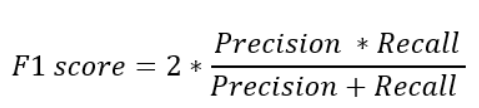 F1 score = 2 * Precision * Recall / Precision + Recall